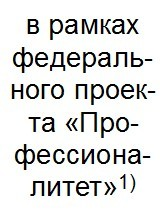 в рамках
федераль-
ного проек-
та «Про-
фессиона-
литет»¹⁾